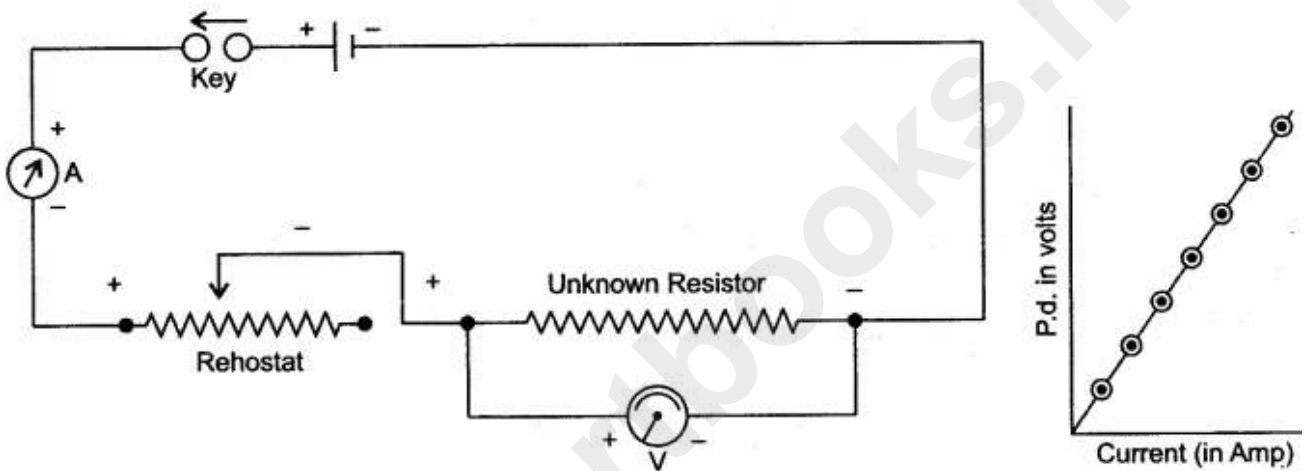 + −
Key
+
A
−
−
+
Rehostat
+
Unknown Resistor
−
+ −
V
P.d. in volts
Current (in Amp)